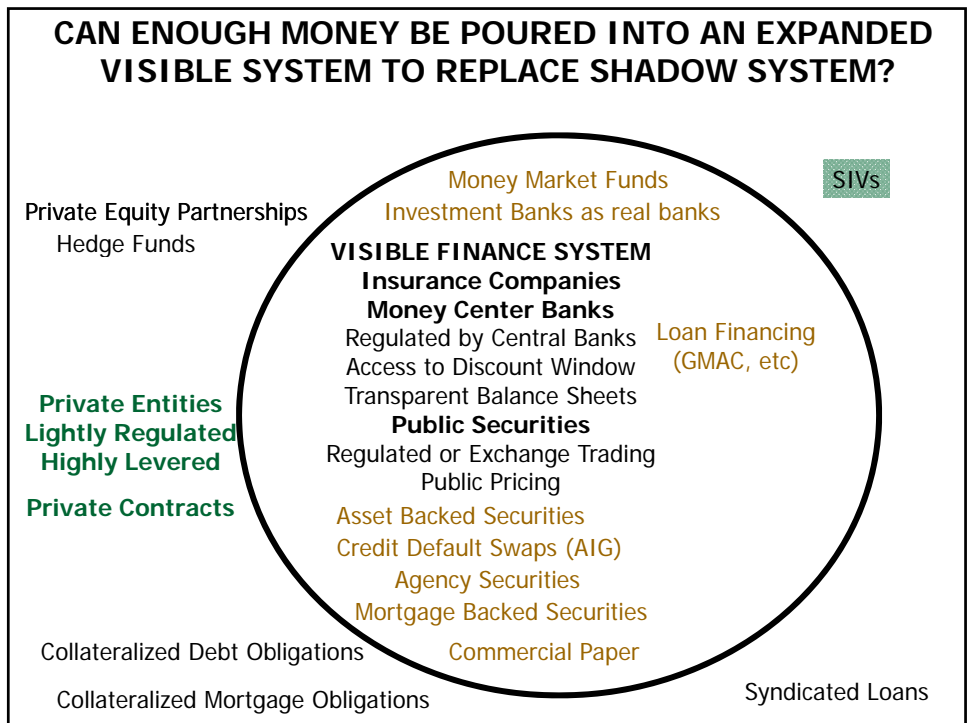 CAN ENOUGH MONEY BE POURED INTO AN EXPANDED
VISIBLE SYSTEM TO REPLACE SHADOW SYSTEM?
Money Market Funds
SIVs
Private Equity Partnerships
Investment Banks as real banks
Hedge Funds
VISIBLE FINANCE SYSTEM
Insurance Companies
Money Center Banks
Regulated by Central Banks
Loan Financing
(GMAC, etc)
Access to Discount Window
Transparent Balance Sheets
Private Entities
Lightly Regulated
Highly Levered
Private Contracts
Public Securities
Regulated or Exchange Trading
Public Pricing
Asset Backed Securities
Credit Default Swaps (AIG)
Agency Securities
Mortgage Backed Securities
Collateralized Debt Obligations
Commercial Paper
Collateralized Mortgage Obligations
Syndicated Loans